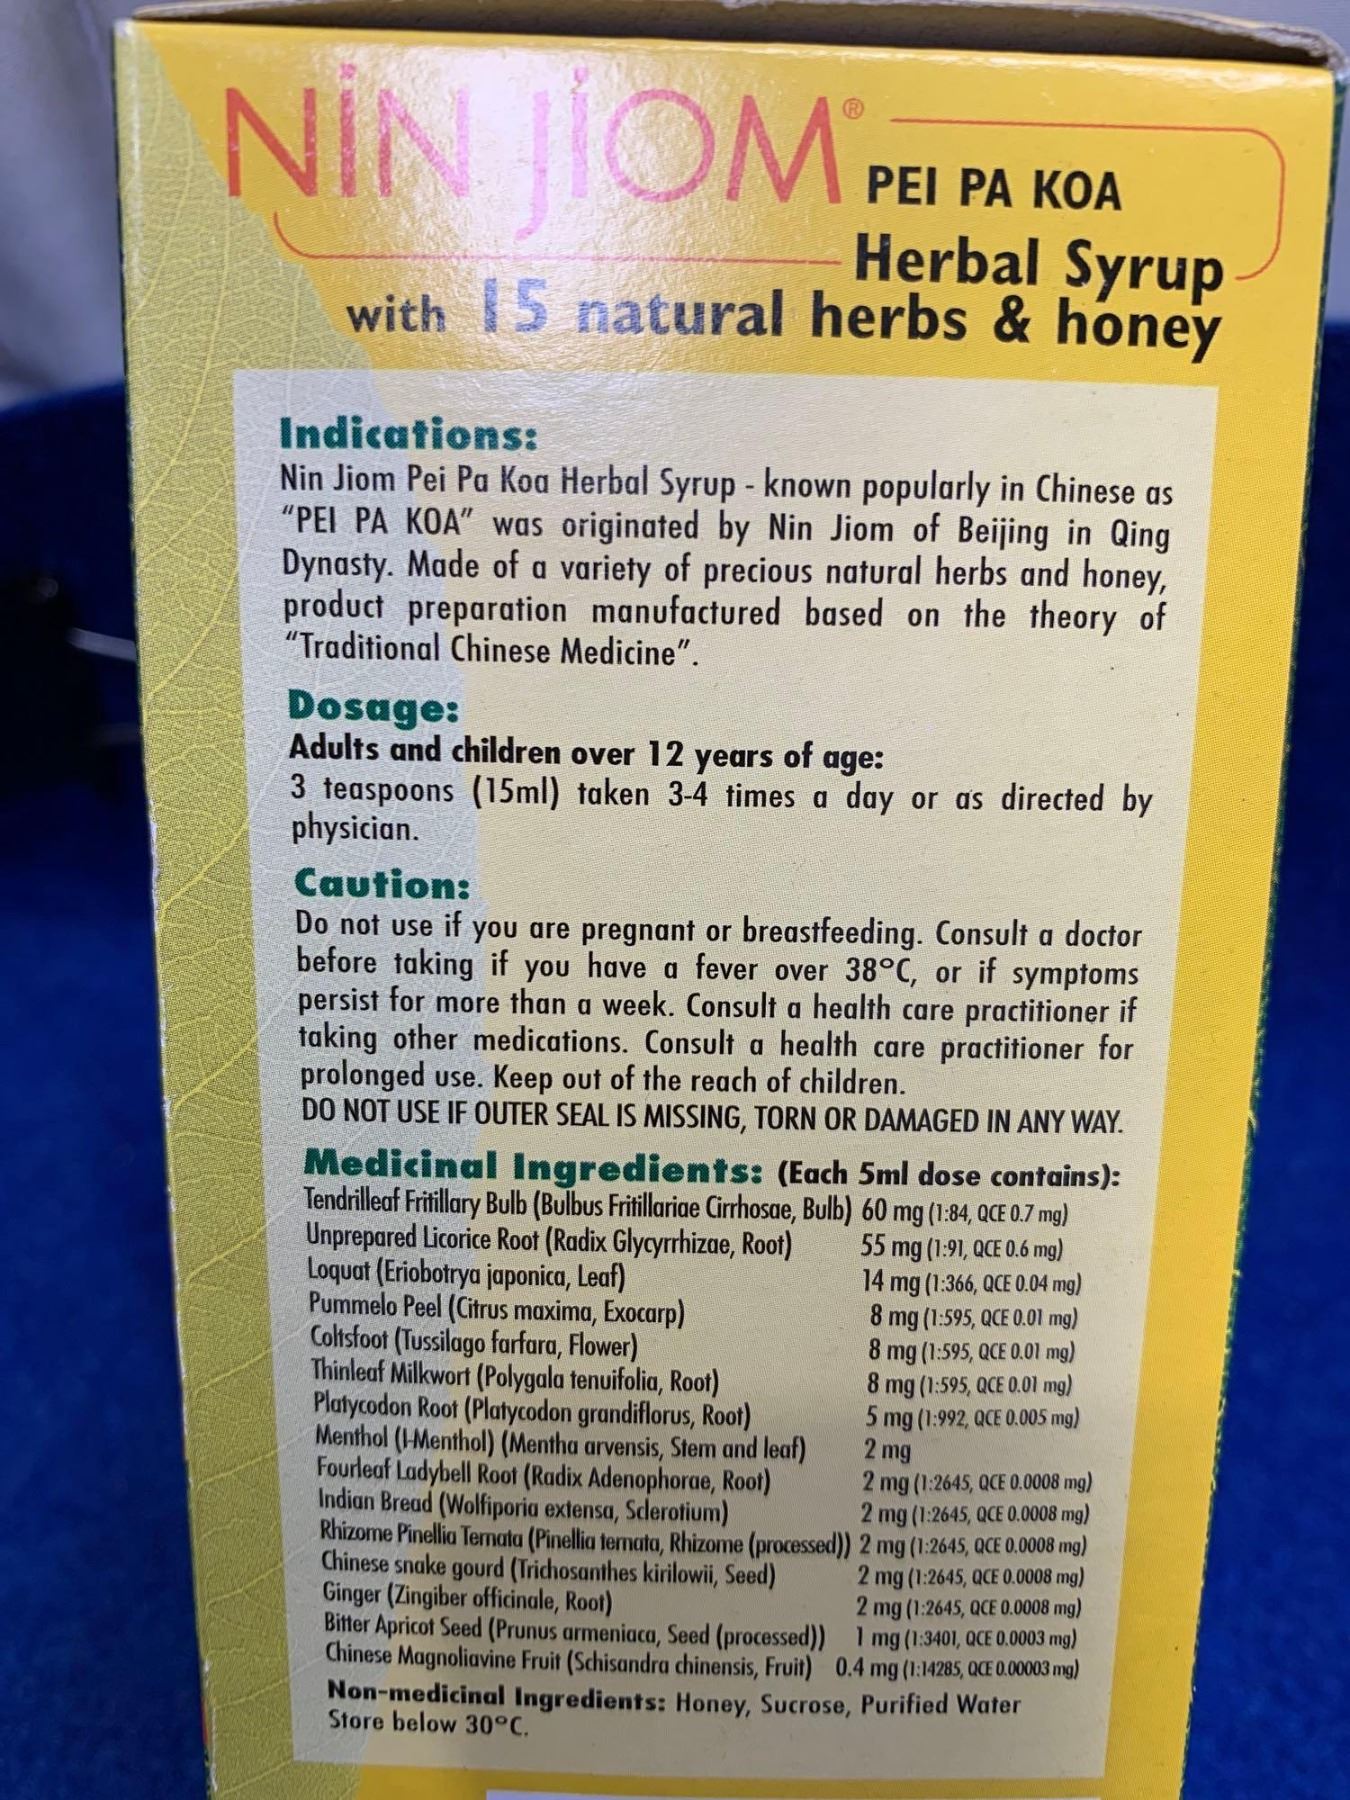 NIN JIOM®
PEI PA KOA
Herbal Syrup
with 15 natural herbs & honey
Indications:
Nin Jiom Pei Pa Koa Herbal Syrup - known popularly in Chinese as
“PEI PA KOA” was originated by Nin Jiom of Beijing in Qing
Dynasty. Made of a variety of precious natural herbs and honey,
product preparation manufactured based on the theory of
“Traditional Chinese Medicine”.
Dosage:
Adults and children over 12 years of age:
3 teaspoons (15ml) taken 3-4 times a day or as directed by
physician.
Caution:
Do not use if you are pregnant or breastfeeding. Consult a doctor
before taking if you have a fever over 38°C, or if symptoms
persist for more than a week. Consult a health care practitioner if
taking other medications. Consult a health care practitioner for
prolonged use. Keep out of the reach of children.
DO NOT USE IF OUTER SEAL IS MISSING, TORN OR DAMAGED IN ANY WAY.
Medicinal Ingredients: (Each 5ml dose contains):
Tendrilleaf Fritillary Bulb (Bulbus Fritillariae Cirrhosae, Bulb) 60 mg (1:84, QCE 0.7 mg)
Unprepared Licorice Root (Radix Glycyrrhizae, Root) 55 mg (1:91, QCE 0.6 mg)
Loquat (Eriobotrya japonica, Leaf) 14 mg (1:366, QCE 0.04 mg)
Pummelo Peel (Citrus maxima, Exocarp) 8 mg (1:595, QCE 0.01 mg)
Coltsfoot (Tussilago farfara, Flower) 8 mg (1:595, QCE 0.01 mg)
Thinleaf Milkwort (Polygala tenuifolia, Root) 8 mg (1:595, QCE 0.01 mg)
Platycodon Root (Platycodon grandiflorus, Root) 5 mg (1:992, QCE 0.005 mg)
Menthol (l-Menthol) (Mentha arvensis, Stem and leaf) 2 mg
Fourleaf Ladybell Root (Radix Adenophorae, Root) 2 mg (1:2645, QCE 0.0008 mg)
Indian Bread (Wolfiporia extensa, Sclerotium) 2 mg (1:2645, QCE 0.0008 mg)
Rhizome Pinellia Ternata (Pinellia ternata, Rhizome (processed)) 2 mg (1:2645, QCE 0.0008 mg)
Chinese snake gourd (Trichosanthes kirilowii, Seed) 2 mg (1:2645, QCE 0.0008 mg)
Ginger (Zingiber officinale, Root) 2 mg (1:2645, QCE 0.0008 mg)
Bitter Apricot Seed (Prunus armeniaca, Seed (processed)) 1 mg (1:3401, QCE 0.0003 mg)
Chinese Magnoliavine Fruit (Schisandra chinensis, Fruit) 0.4 mg (1:14285, QCE 0.00003 mg)
Non-medicinal Ingredients: Honey, Sucrose, Purified Water
Store below 30°C.